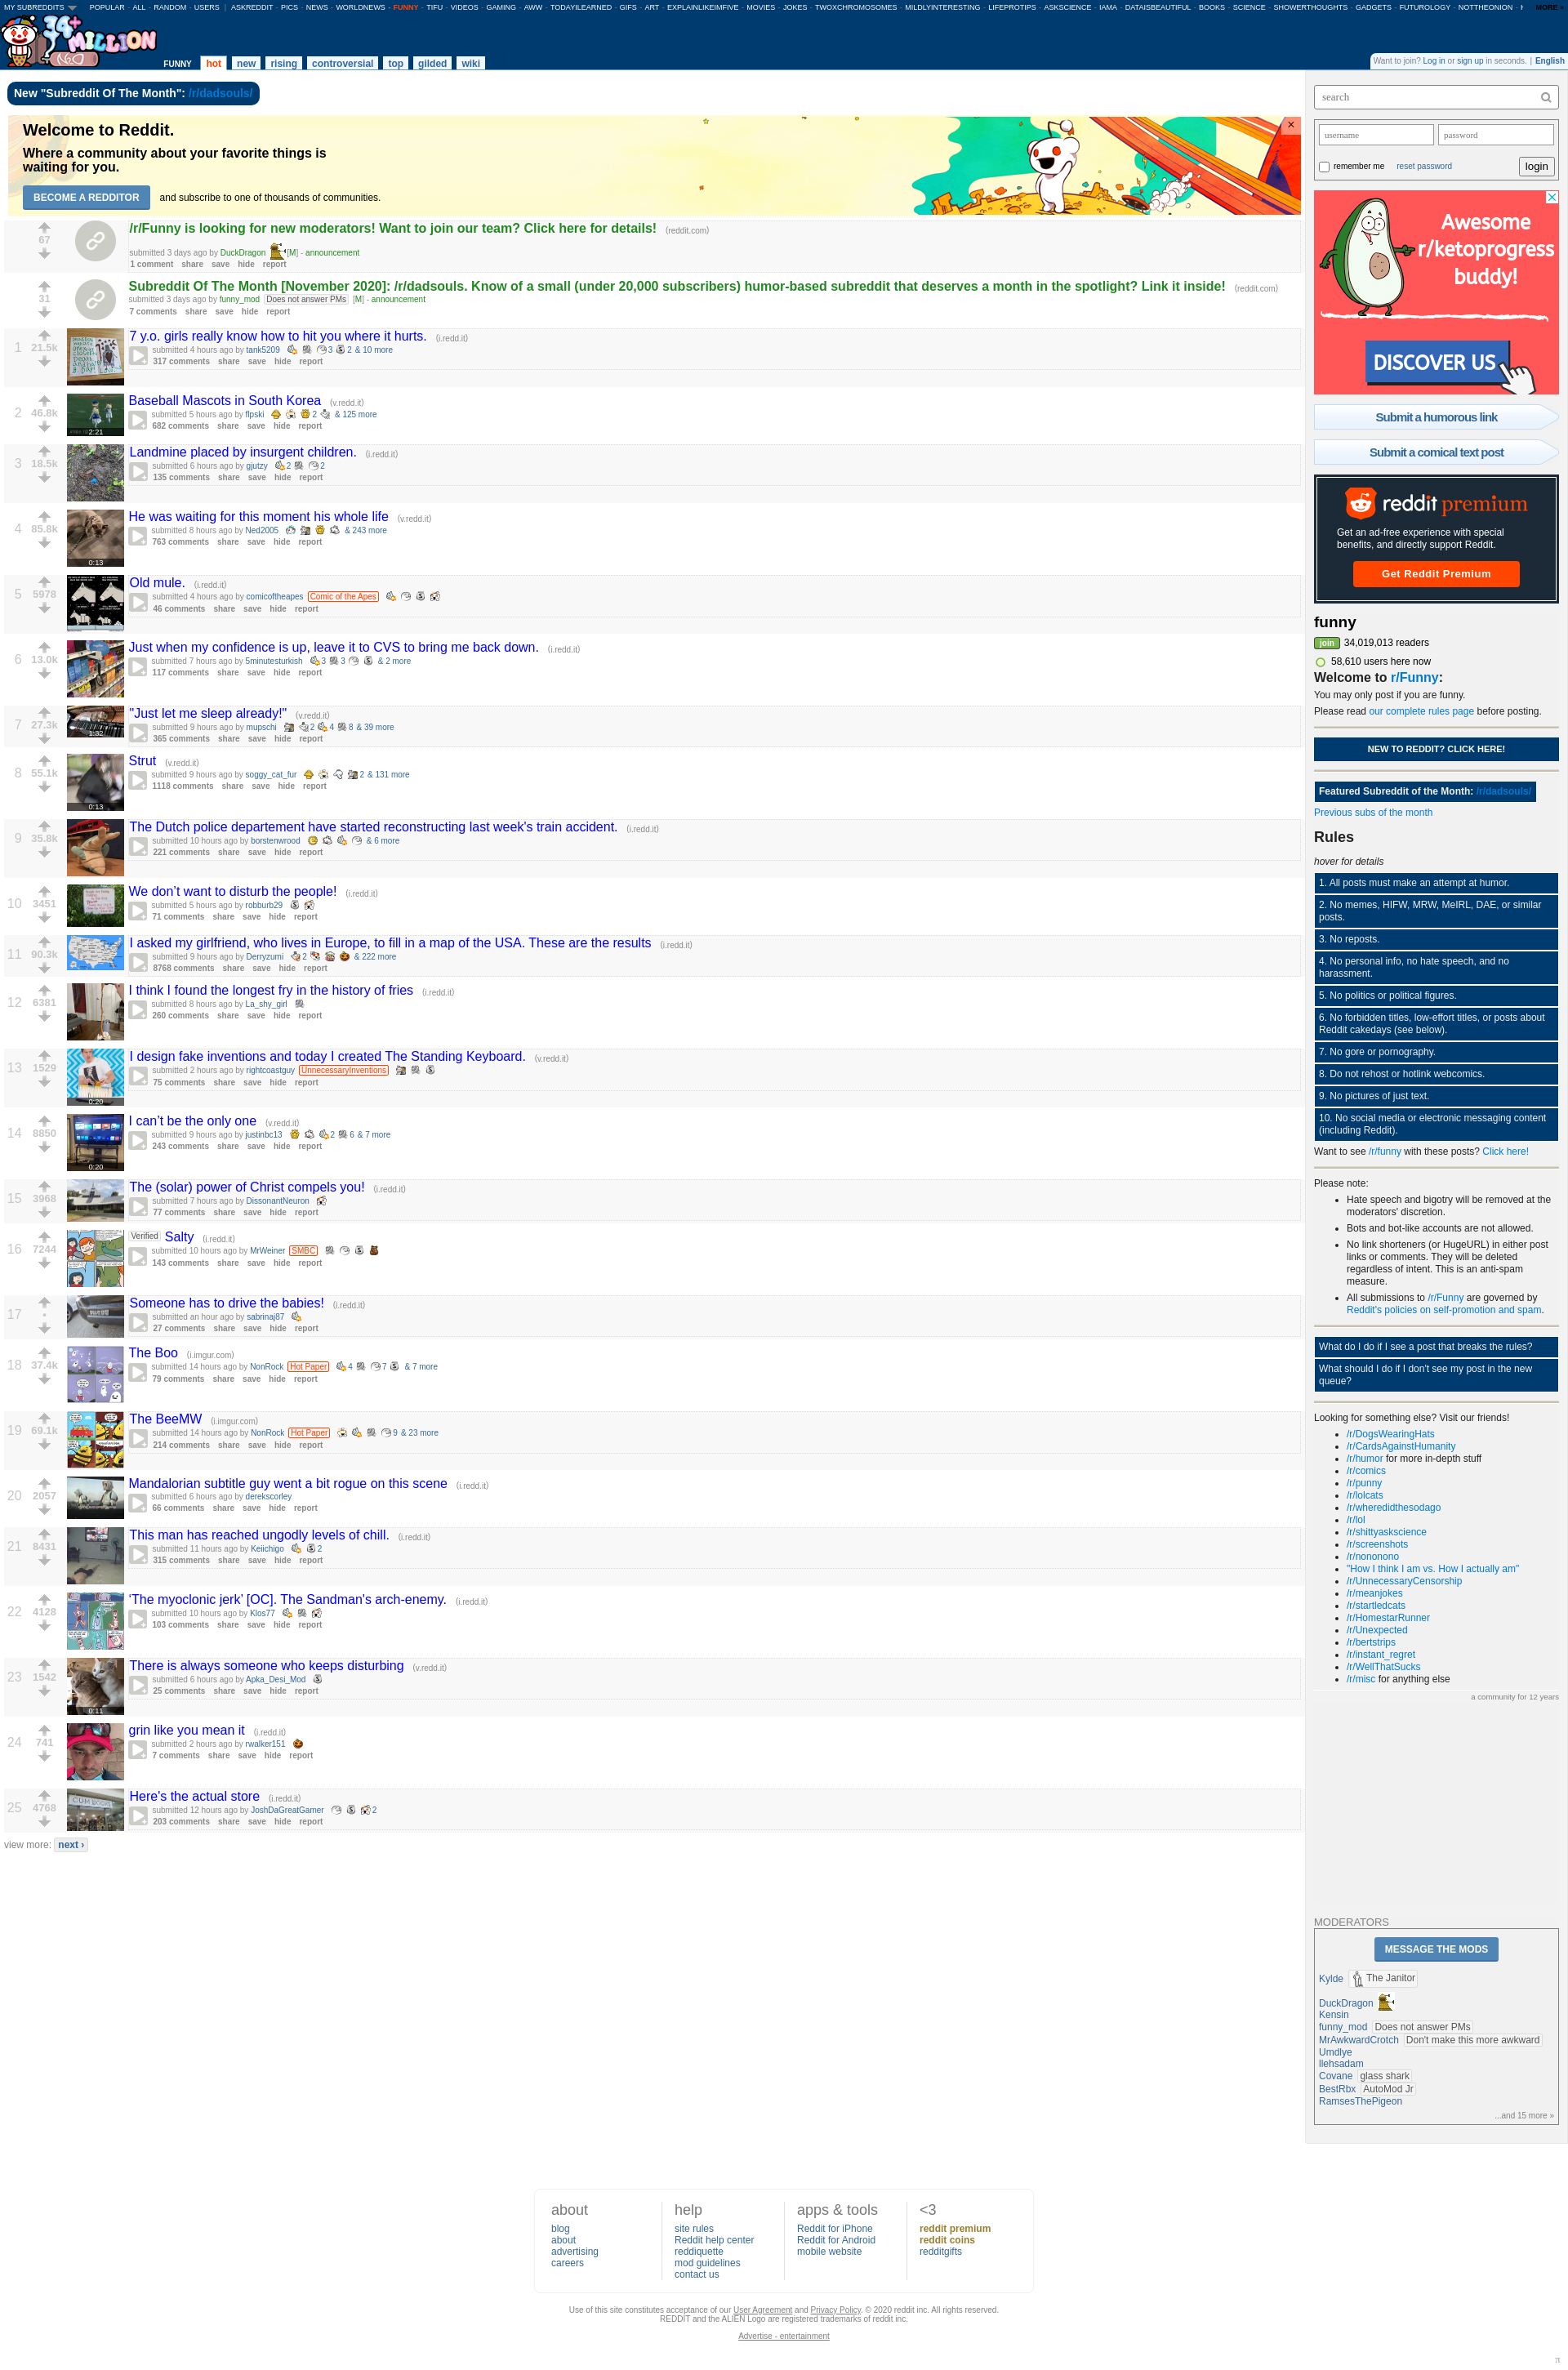 MY SUBREDDITS POPULAR - ALL - RANDOM - USERS | ASKREDDIT - PICS - NEWS - WORLDNEWS - FUNNY - TIFU - VIDEOS - GAMING - AWW - TODAYILEARNED - GIFS - ART - EXPLAINLIKEIMFIVE - MOVIES - JOKES - TWOXCHROMOSOMES - MILDLYINTERESTING - LIFEPROTIPS - ASKSCIENCE - IAMA - DATAISBEAUTIFUL - BOOKS - SCIENCE - SHOWERTHOUGHTS - GADGETS - FUTUROLOGY - NOTTHEONION - MORE »
34+ MILLION
FUNNY hot new rising controversial top gilded wiki
Want to join? Log in or sign up in seconds. | English
New "Subreddit Of The Month": /r/dadsouls/
Welcome to Reddit.
Where a community about your favorite things is
waiting for you.
BECOME A REDDITOR and subscribe to one of thousands of communities.
×
67
/r/Funny is looking for new moderators! Want to join our team? Click here for details! (reddit.com)
submitted 3 days ago by DuckDragon [M] - announcement
1 comment share save hide report
31
Subreddit Of The Month [November 2020]: /r/dadsouls. Know of a small (under 20,000 subscribers) humor-based subreddit that deserves a month in the spotlight? Link it inside! (reddit.com)
submitted 3 days ago by funny_mod Does not answer PMs [M] - announcement
7 comments share save hide report
1 21.5k
7 y.o. girls really know how to hit you where it hurts. (i.redd.it)
submitted 4 hours ago by tank5209 3 2 & 10 more
317 comments share save hide report
2 46.8k 2:21
Baseball Mascots in South Korea (v.redd.it)
submitted 5 hours ago by flpski 2 & 125 more
682 comments share save hide report
3 18.5k
Landmine placed by insurgent children. (i.redd.it)
submitted 6 hours ago by gjutzy 2 2
135 comments share save hide report
4 85.8k 0:13
He was waiting for this moment his whole life (v.redd.it)
submitted 8 hours ago by Ned2005 & 243 more
763 comments share save hide report
5 5978
Old mule. (i.redd.it)
submitted 4 hours ago by comicoftheapes Comic of the Apes
46 comments share save hide report
6 13.0k
Just when my confidence is up, leave it to CVS to bring me back down. (i.redd.it)
submitted 7 hours ago by 5minutesturkish 3 3 & 2 more
117 comments share save hide report
7 27.3k 1:32
"Just let me sleep already!" (v.redd.it)
submitted 9 hours ago by mupschi 2 4 8 & 39 more
365 comments share save hide report
8 55.1k 0:13
Strut (v.redd.it)
submitted 9 hours ago by soggy_cat_fur 2 & 131 more
1118 comments share save hide report
9 35.8k
The Dutch police departement have started reconstructing last week's train accident. (i.redd.it)
submitted 10 hours ago by borstenwrood & 6 more
221 comments share save hide report
10 3451
We don't want to disturb the people! (i.redd.it)
submitted 5 hours ago by robburb29
71 comments share save hide report
11 90.3k
I asked my girlfriend, who lives in Europe, to fill in a map of the USA. These are the results (i.redd.it)
submitted 9 hours ago by Derryzumi 2 & 222 more
8768 comments share save hide report
12 6381
I think I found the longest fry in the history of fries (i.redd.it)
submitted 8 hours ago by La_shy_girl
260 comments share save hide report
13 1529 0:20
I design fake inventions and today I created The Standing Keyboard. (v.redd.it)
submitted 2 hours ago by rightcoastguy UnnecessaryInventions
75 comments share save hide report
14 8850 0:20
I can't be the only one (v.redd.it)
submitted 9 hours ago by justinbc13 2 6 & 7 more
243 comments share save hide report
15 3968
The (solar) power of Christ compels you! (i.redd.it)
submitted 7 hours ago by DissonantNeuron
77 comments share save hide report
16 7244
Verified Salty (i.redd.it)
submitted 10 hours ago by MrWeiner SMBC
143 comments share save hide report
17 •
Someone has to drive the babies! (i.redd.it)
submitted an hour ago by sabrinaj87
27 comments share save hide report
18 37.4k
The Boo (i.imgur.com)
submitted 14 hours ago by NonRock Hot Paper 4 7 & 7 more
79 comments share save hide report
19 69.1k
The BeeMW (i.imgur.com)
submitted 14 hours ago by NonRock Hot Paper 9 & 23 more
214 comments share save hide report
20 2057
Mandalorian subtitle guy went a bit rogue on this scene (i.redd.it)
submitted 6 hours ago by derekscorley
66 comments share save hide report
21 8431
This man has reached ungodly levels of chill. (i.redd.it)
submitted 11 hours ago by Keiichigo 2
315 comments share save hide report
22 4128
'The myoclonic jerk' [OC]. The Sandman's arch-enemy. (i.redd.it)
submitted 10 hours ago by Klos77
103 comments share save hide report
23 1542 0:11
There is always someone who keeps disturbing (v.redd.it)
submitted 6 hours ago by Apka_Desi_Mod
25 comments share save hide report
24 741
grin like you mean it (i.redd.it)
submitted 2 hours ago by rwalker151
7 comments share save hide report
25 4768
Here's the actual store (i.redd.it)
submitted 12 hours ago by JoshDaGreatGamer 2
203 comments share save hide report
view more: next ›
search
username password
remember me reset password login
Awesome
r/ketoprogress
buddy!
DISCOVER US
Submit a humorous link
Submit a comical text post
reddit premium
Get an ad-free experience with special
benefits, and directly support Reddit.
Get Reddit Premium
funny
join 34,019,013 readers
58,610 users here now
Welcome to r/Funny:
You may only post if you are funny.
Please read our complete rules page before posting.
NEW TO REDDIT? CLICK HERE!
Featured Subreddit of the Month: /r/dadsouls/
Previous subs of the month
Rules
hover for details
1. All posts must make an attempt at humor.
2. No memes, HIFW, MRW, MeIRL, DAE, or similar
posts.
3. No reposts.
4. No personal info, no hate speech, and no
harassment.
5. No politics or political figures.
6. No forbidden titles, low-effort titles, or posts about
Reddit cakedays (see below).
7. No gore or pornography.
8. Do not rehost or hotlink webcomics.
9. No pictures of just text.
10. No social media or electronic messaging content
(including Reddit).
Want to see /r/funny with these posts? Click here!
Please note:
• Hate speech and bigotry will be removed at the
moderators' discretion.
• Bots and bot-like accounts are not allowed.
• No link shorteners (or HugeURL) in either post
links or comments. They will be deleted
regardless of intent. This is an anti-spam
measure.
• All submissions to /r/Funny are governed by
Reddit's policies on self-promotion and spam.
What do I do if I see a post that breaks the rules?
What should I do if I don't see my post in the new
queue?
Looking for something else? Visit our friends!
• /r/DogsWearingHats
• /r/CardsAgainstHumanity
• /r/humor for more in-depth stuff
• /r/comics
• /r/punny
• /r/lolcats
• /r/wheredidthesodago
• /r/lol
• /r/shittyaskscience
• /r/screenshots
• /r/nononono
• "How I think I am vs. How I actually am"
• /r/UnnecessaryCensorship
• /r/meanjokes
• /r/startledcats
• /r/HomestarRunner
• /r/Unexpected
• /r/bertstrips
• /r/instant_regret
• /r/WellThatSucks
• /r/misc for anything else
a community for 12 years
MODERATORS
MESSAGE THE MODS
Kylde The Janitor
DuckDragon
Kensin
funny_mod Does not answer PMs
MrAwkwardCrotch Don't make this more awkward
Umdlye
llehsadam
Covane glass shark
BestRbx AutoMod Jr
RamsesThePigeon
...and 15 more »
about
blog
about
advertising
careers
help
site rules
Reddit help center
reddiquette
mod guidelines
contact us
apps & tools
Reddit for iPhone
Reddit for Android
mobile website
<3
reddit premium
reddit coins
redditgifts
Use of this site constitutes acceptance of our User Agreement and Privacy Policy. © 2020 reddit inc. All rights reserved.
REDDIT and the ALIEN Logo are registered trademarks of reddit inc.
Advertise - entertainment
π